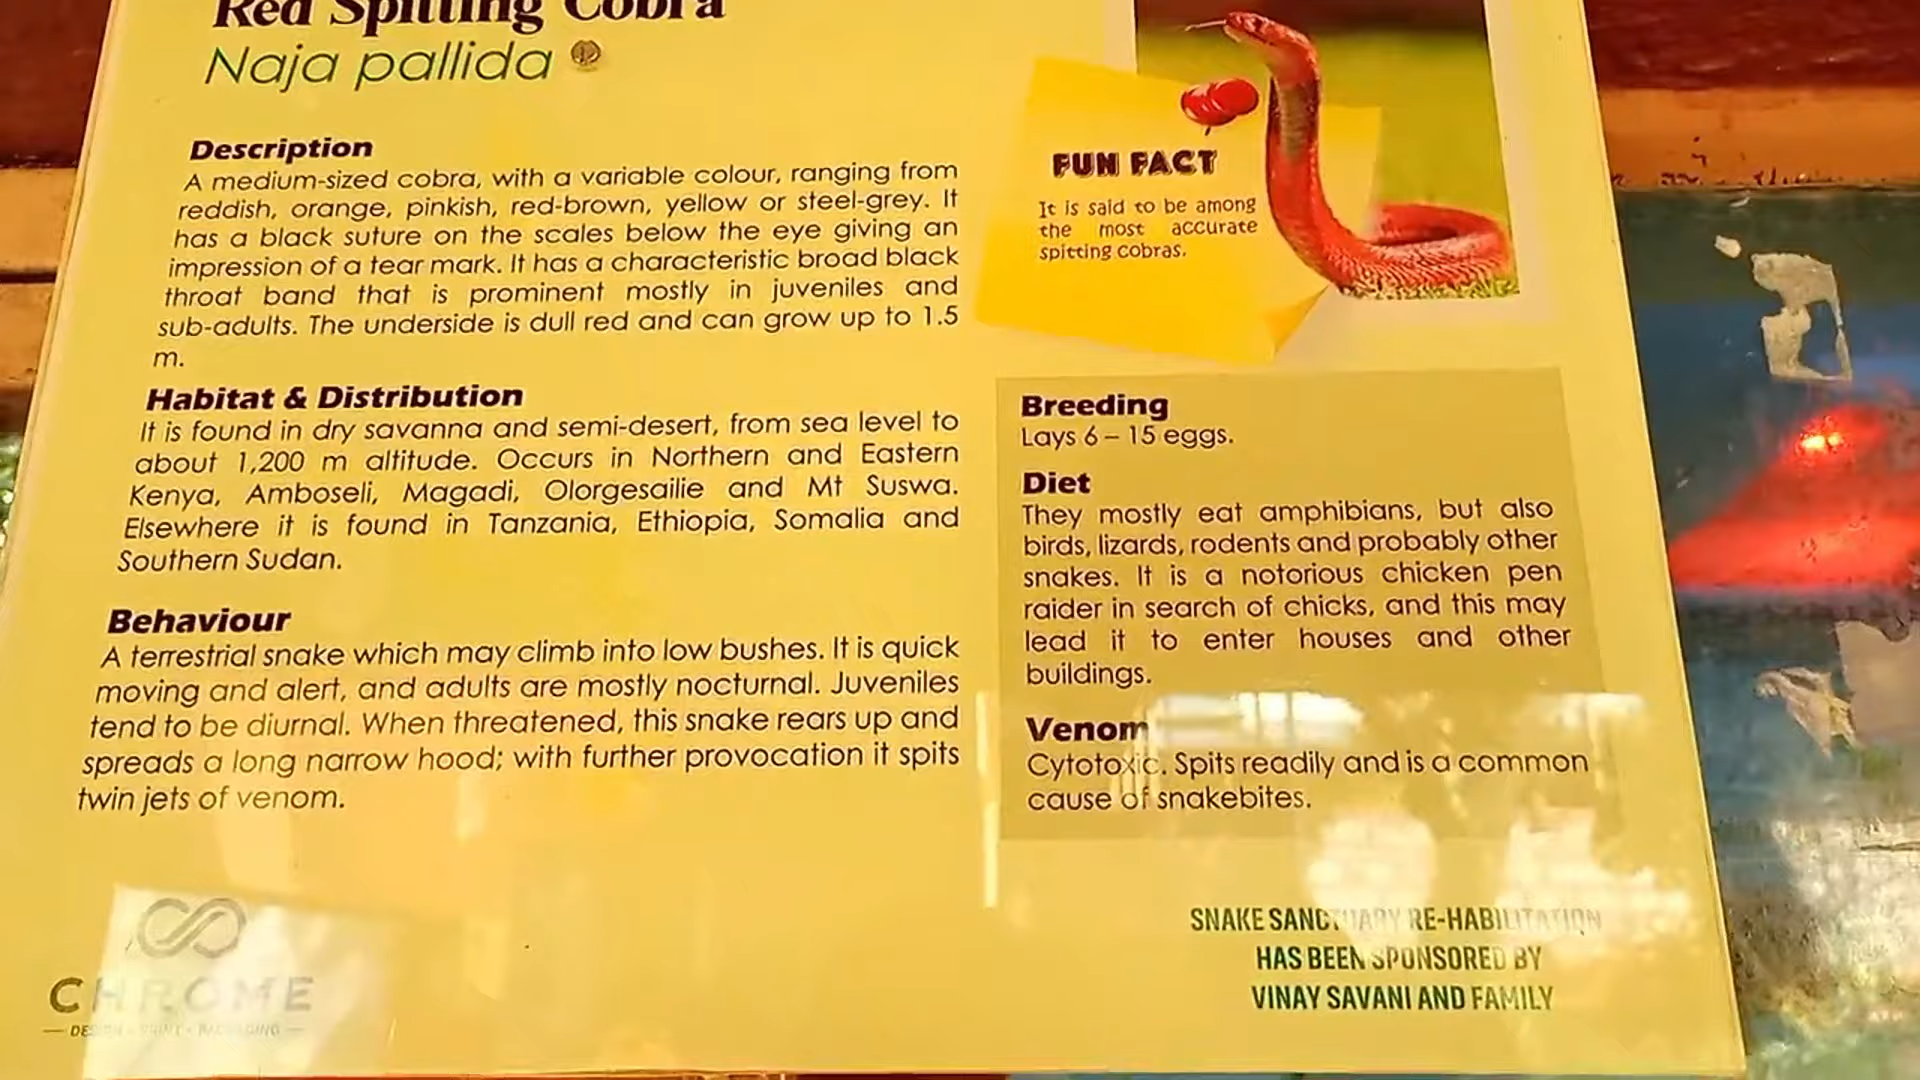 Red Spitting Cobra
Naja pallida
Description
A medium-sized cobra, with a variable colour, ranging from
reddish, orange, pinkish, red-brown, yellow or steel-grey. It
has a black suture on the scales below the eye giving an
impression of a tear mark. It has a characteristic broad black
throat band that is prominent mostly in juveniles and
sub-adults. The underside is dull red and can grow up to 1.5
m.
Habitat & Distribution
It is found in dry savanna and semi-desert, from sea level to
about 1,200 m altitude. Occurs in Northern and Eastern
Kenya, Amboseli, Magadi, Olorgesailie and Mt Suswa.
Elsewhere it is found in Tanzania, Ethiopia, Somalia and
Southern Sudan.
Behaviour
A terrestrial snake which may climb into low bushes. It is quick
moving and alert, and adults are mostly nocturnal. Juveniles
tend to be diurnal. When threatened, this snake rears up and
spreads a long narrow hood; with further provocation it spits
twin jets of venom.
FUN FACT
It is said to be among
the most accurate
spitting cobras.
Breeding
Lays 6 – 15 eggs.
Diet
They mostly eat amphibians, but also
birds, lizards, rodents and probably other
snakes. It is a notorious chicken pen
raider in search of chicks, and this may
lead it to enter houses and other
buildings.
Venom
Cytotoxic. Spits readily and is a common
cause of snakebites.
SNAKE SANCTUARY RE-HABILITATION
HAS BEEN SPONSORED BY
VINAY SAVANI AND FAMILY
CHROME
DESIGN • PRINT • PACKAGING